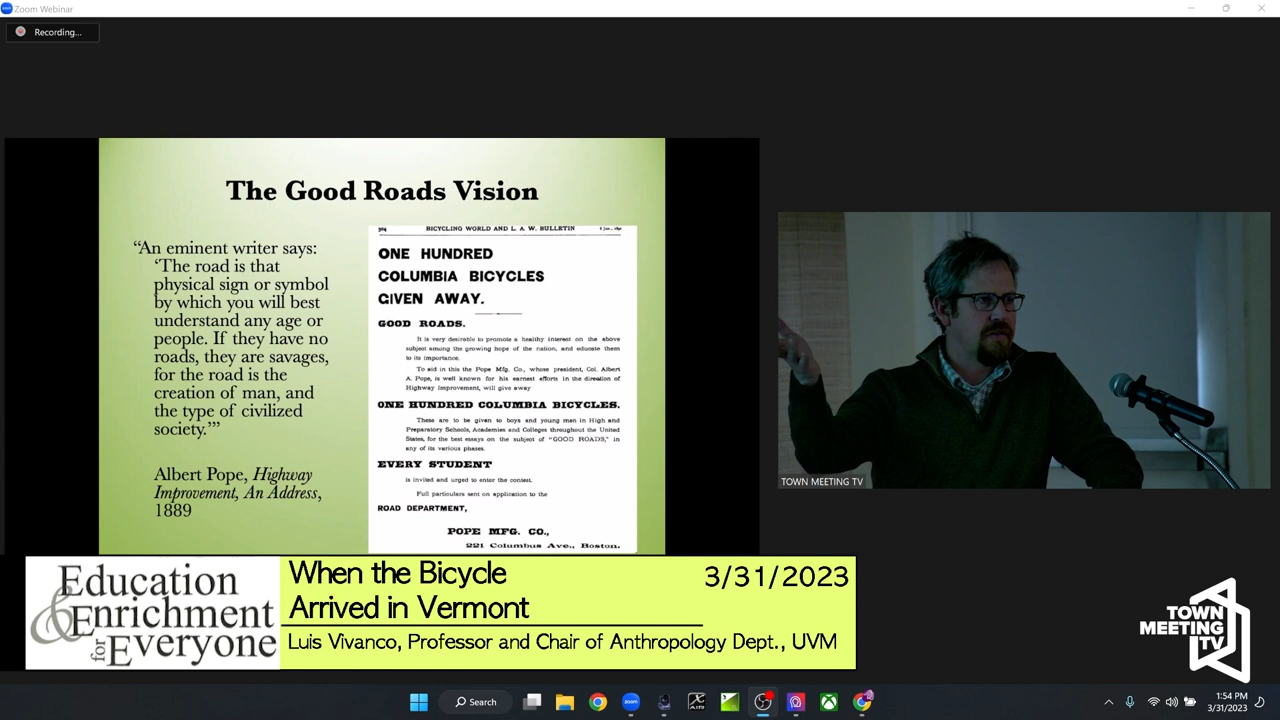 Zoom Webinar
Recording...
The Good Roads Vision
“An eminent writer says:
‘The road is that
physical sign or symbol
by which you will best
understand any age or
people. If they have no
roads, they are savages,
for the road is the
creation of man, and
the type of civilized
society.’”
Albert Pope, Highway
Improvement, An Address,
1889
BICYCLING WORLD AND L. A. W. BULLETIN
ONE HUNDRED
COLUMBIA BICYCLES
GIVEN AWAY.
GOOD ROADS.
It is very desirable to promote a healthy interest on the above
subject among the growing hope of the nation, and educate them
to its importance.
To aid in this the Pope Mfg. Co., whose president, Col. Albert
A. Pope, is well known for his earnest efforts in the direction of
Highway Improvement, will give away
ONE HUNDRED COLUMBIA BICYCLES.
These are to be given to boys and young men in High and
Preparatory Schools, Academies and Colleges throughout the United
States, for the best essays on the subject of "GOOD ROADS," in
any of its various phases.
EVERY STUDENT
is invited and urged to enter the contest.
Full particulars sent on application to the
ROAD DEPARTMENT,
POPE MFG. CO.,
221 Columbus Ave., Boston.
TOWN MEETING TV
Education
& Enrichment
for Everyone
When the Bicycle
Arrived in Vermont
3/31/2023
Luis Vivanco, Professor and Chair of Anthropology Dept., UVM
TOWN
MEETING
TV
Search
zoom
1:54 PM
3/31/2023